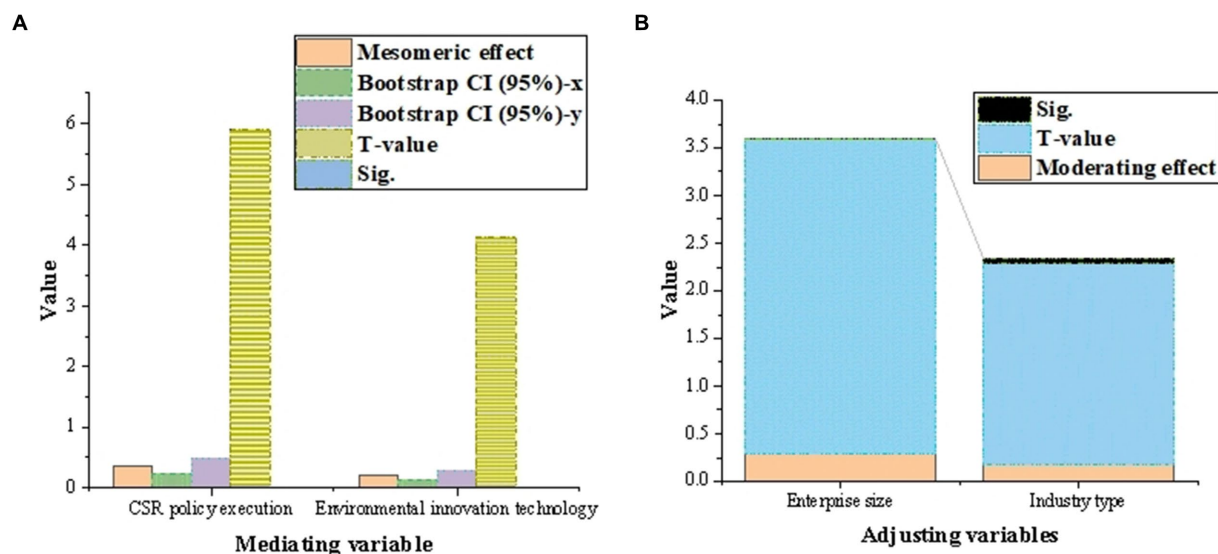 A
Mesomeric effect
Bootstrap CI (95%)-x
Bootstrap CI (95%)-y
T-value
Sig.
6
5
4
3
2
1
0
Value
CSR policy execution
Environmental innovation technology
Mediating variable
B
Sig.
T-value
Moderating effect
4.0
3.5
3.0
2.5
2.0
1.5
1.0
0.5
0.0
Value
Enterprise size
Industry type
Adjusting variables